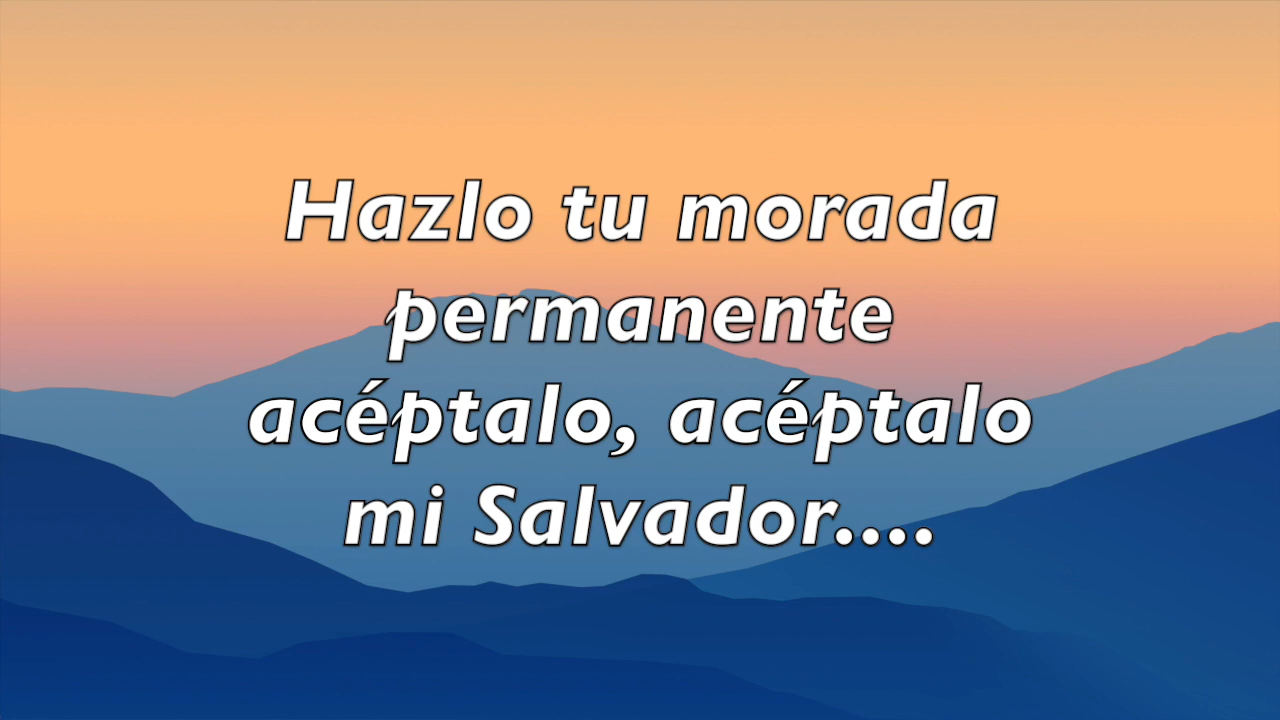 Hazlo tu morada
permanente
acéptalo, acéptalo
mi Salvador....